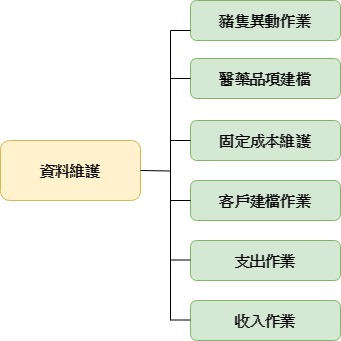 豬隻異動作業
醫藥品項建檔
固定成本維護
資料維護
客戶建檔作業
支出作業
收入作業